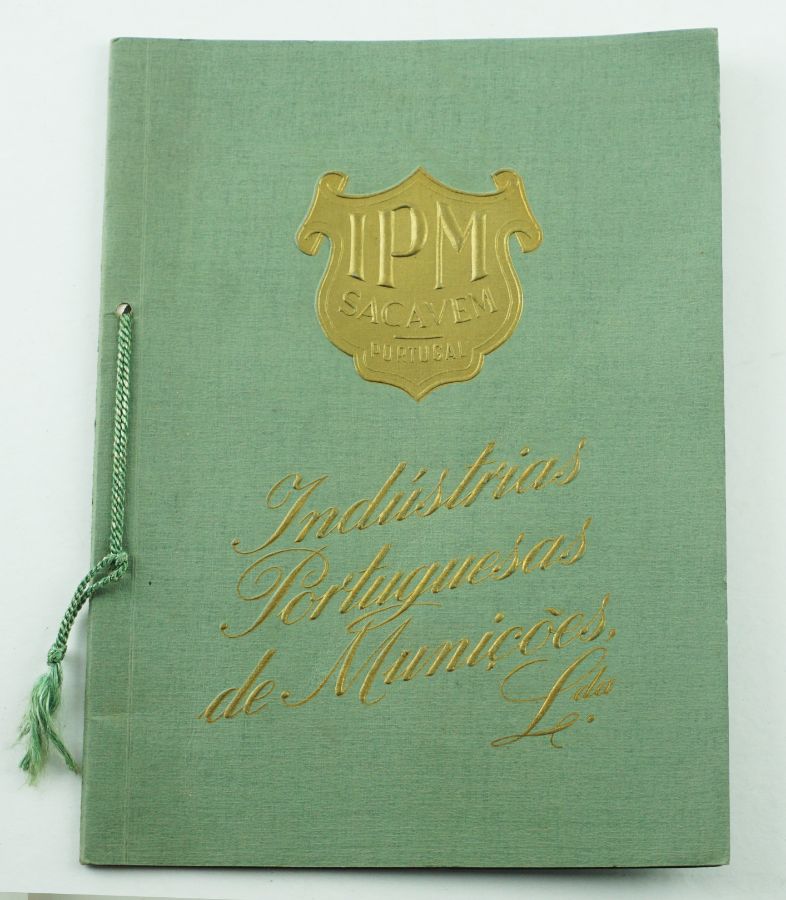 IPM
SACAVEM
PORTUGAL
Indústrias
Portuguesas
de Munições,
L.da